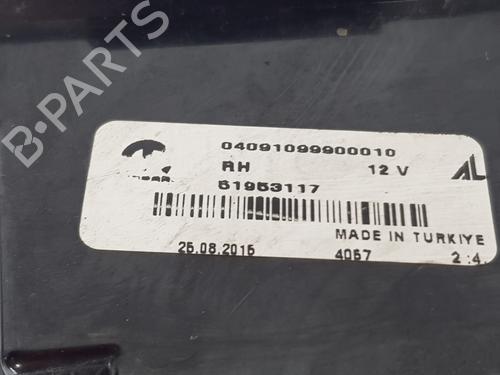 04091099900010
RH 12 V AL
51953117
MADE IN TURKIYE
25.08.2015 4057 2 :4.
B-PARTS